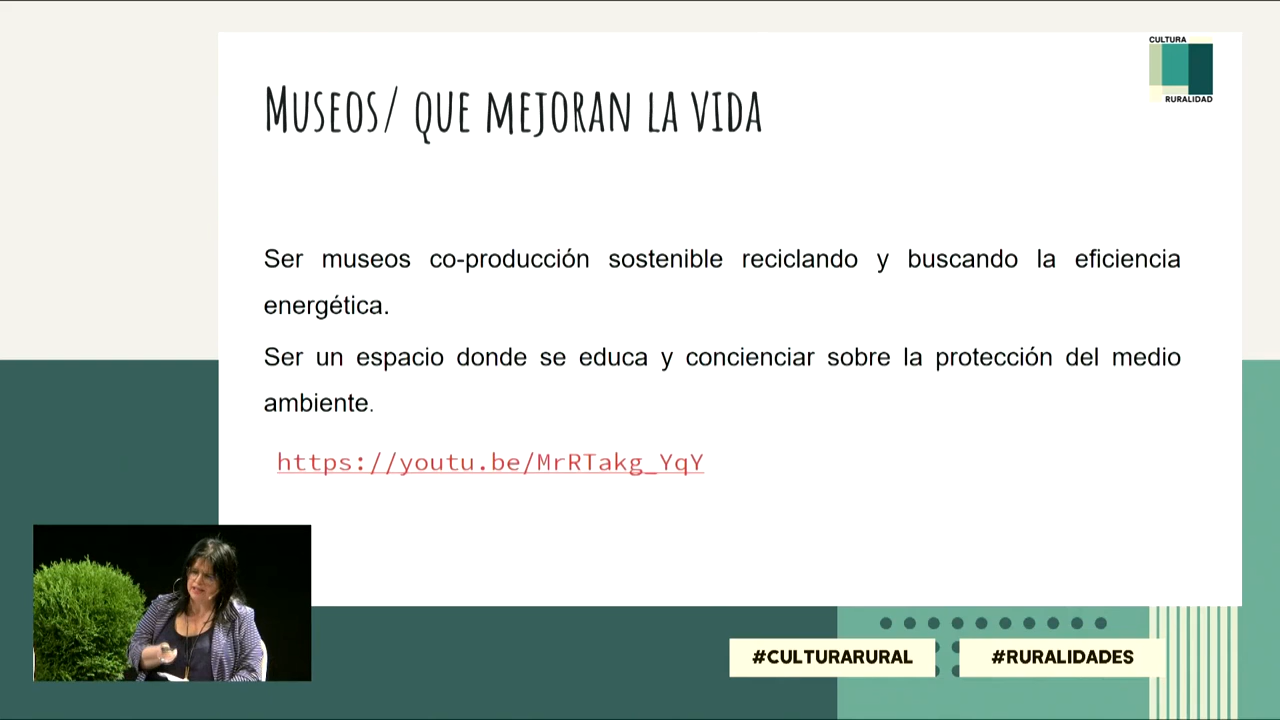 CULTURA
RURALIDAD
MUSEOS/ QUE MEJORAN LA VIDA
Ser museos co-producción sostenible reciclando y buscando la eficiencia
energética.
Ser un espacio donde se educa y concienciar sobre la protección del medio
ambiente.
https://youtu.be/MrRTakg_YqY
#CULTURARURAL
#RURALIDADES